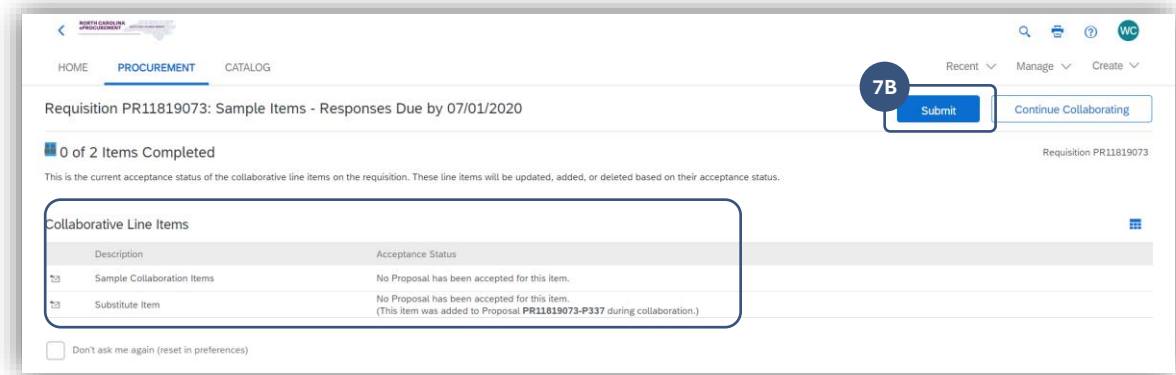 NORTH CAROLINA
ePROCUREMENT
WC
HOME PROCUREMENT CATALOG Recent Manage Create
7B
Requisition PR11819073: Sample Items - Responses Due by 07/01/2020 Submit Continue Collaborating
0 of 2 Items Completed Requisition PR11819073
This is the current acceptance status of the collaborative line items on the requisition. These line items will be updated, added, or deleted based on their acceptance status.
Collaborative Line Items
Description Acceptance Status
Sample Collaboration Items No Proposal has been accepted for this item.
Substitute Item No Proposal has been accepted for this item.
(This item was added to Proposal PR11819073-P337 during collaboration.)
Don't ask me again (reset in preferences)